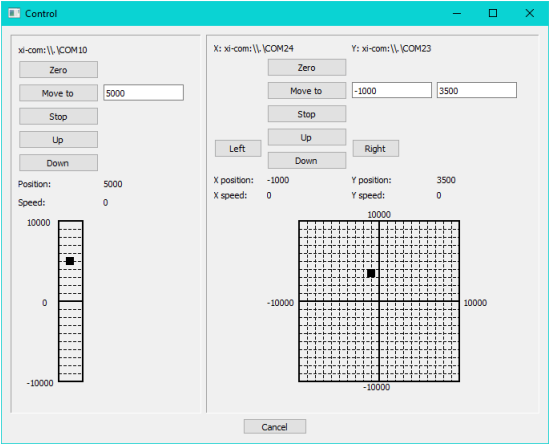 Control
xi-com:\\.\COM10
Zero
Move to 5000
Stop
Up
Down
Position: 5000
Speed: 0
10000
0
-10000
X: xi-com:\\.\COM24 Y: xi-com:\\.\COM23
Zero
Move to -1000 3500
Stop
Up
Left Right
Down
X position: -1000 Y position: 3500
X speed: 0 Y speed: 0
10000
-10000 10000
-10000
Cancel